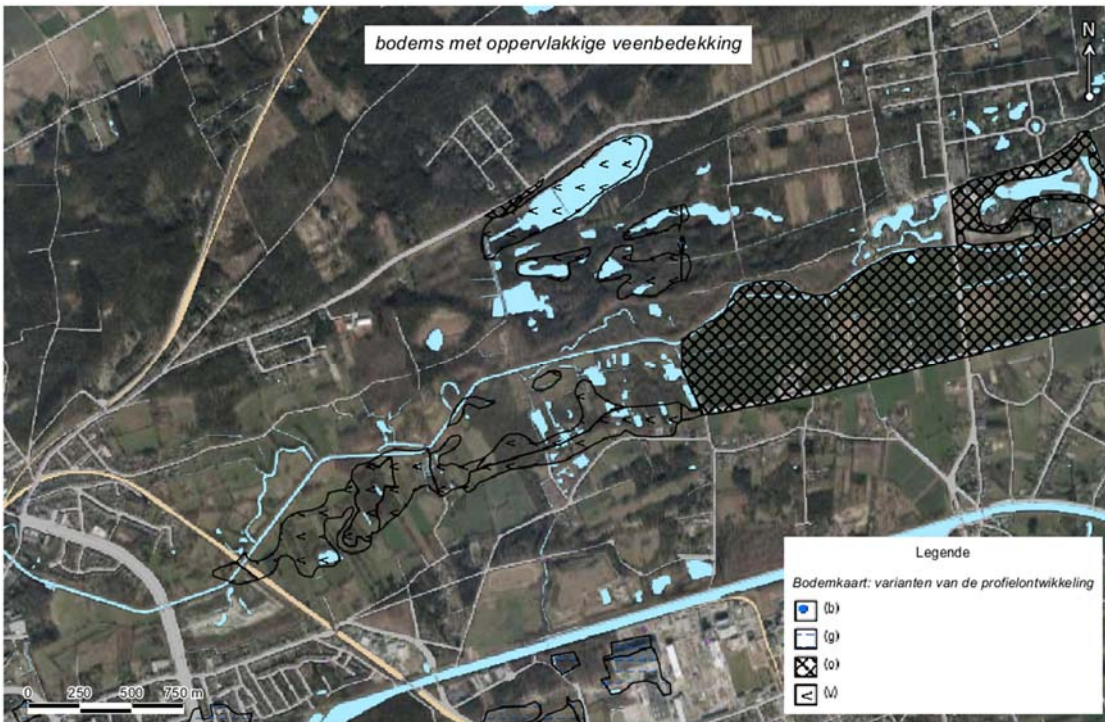 bodems met oppervlakkige veenbedekking
N
Legende
Bodemkaart: varianten van de profielontwikkeling
(b)
(g)
(o)
(v)
0 250 500 750 m